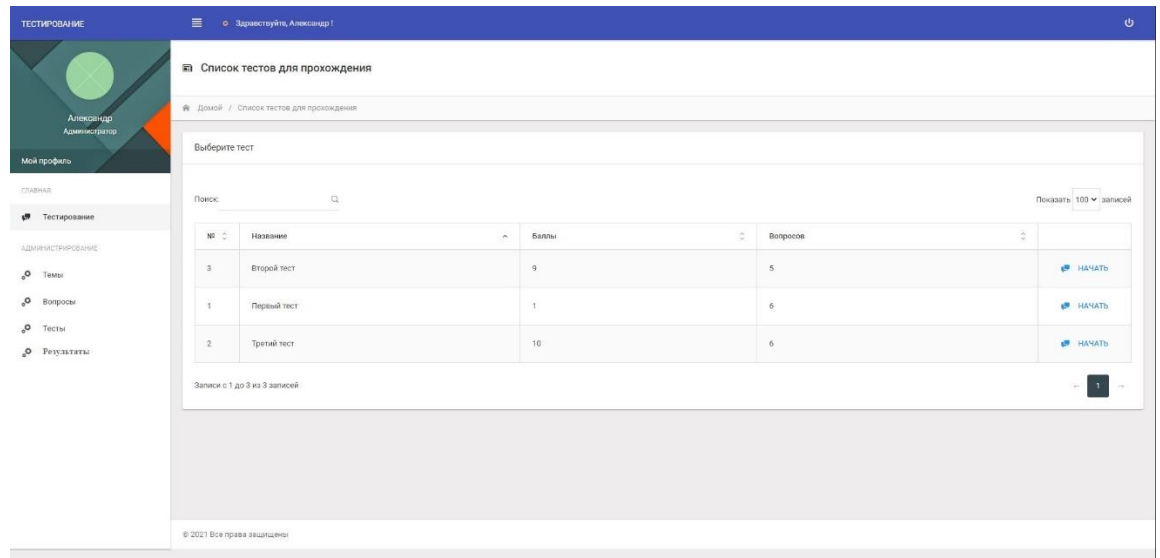 ТЕСТИРОВАНИЕ
Здравствуйте, Александр !
Александр
Администратор
Мой профиль
ГЛАВНАЯ
Тестирование
АДМИНИСТРИРОВАНИЕ
Темы
Вопросы
Тесты
Результаты
Список тестов для прохождения
Домой / Список тестов для прохождения
Выберите тест
Поиск: Показать 100 записей
№ Название Баллы Вопросов
3 Второй тест 9 5 НАЧАТЬ
1 Первый тест 1 6 НАЧАТЬ
2 Третий тест 10 6 НАЧАТЬ
Записи с 1 до 3 из 3 записей ← 1 →
© 2021 Все права защищены